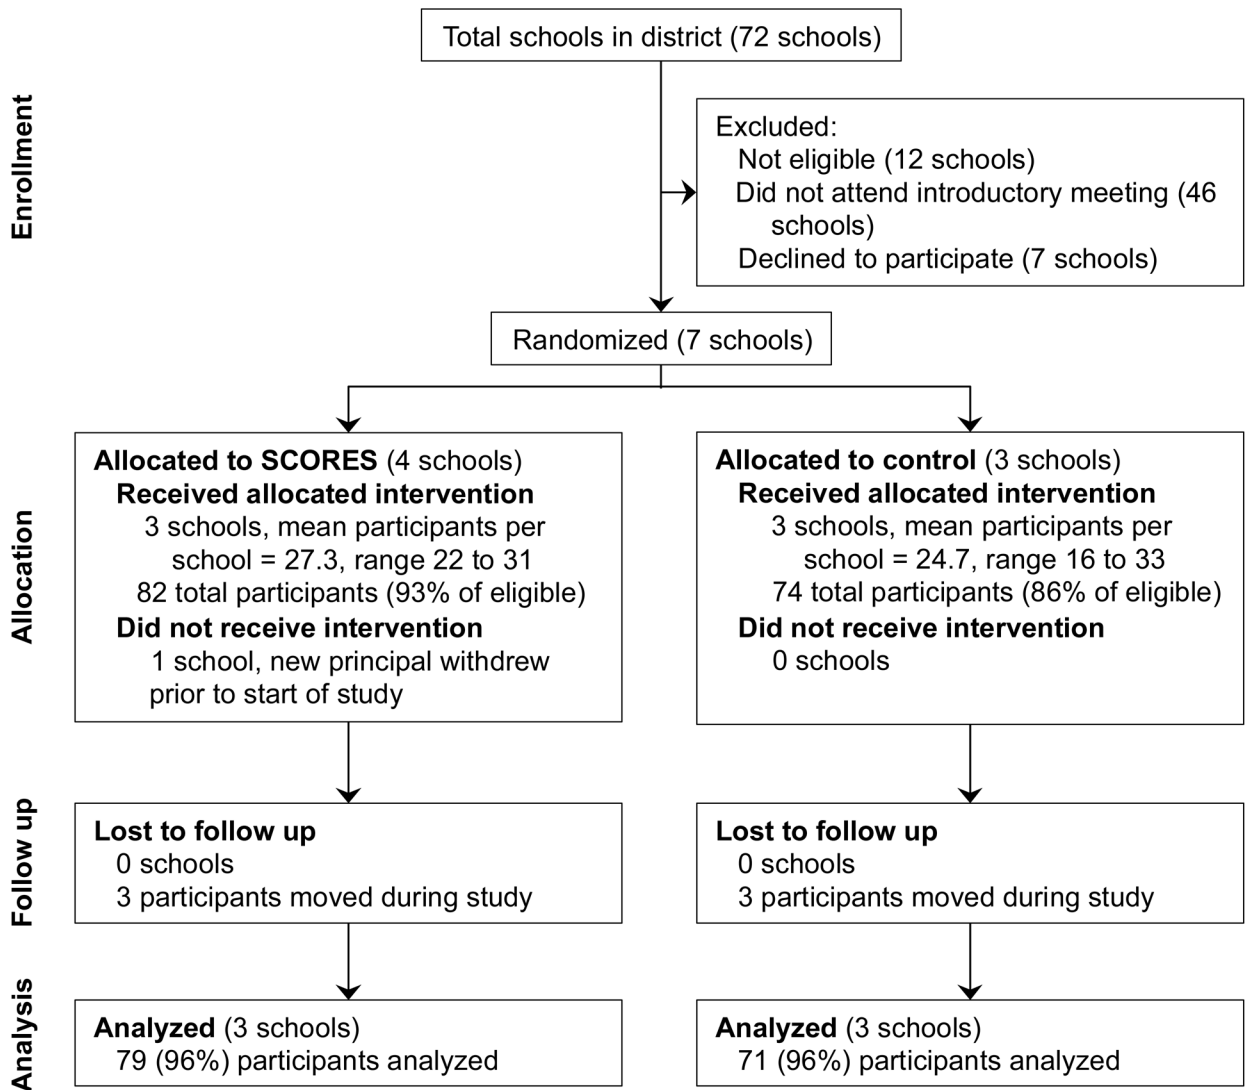 Total schools in district (72 schools)
Enrollment
Excluded:
Not eligible (12 schools)
Did not attend introductory meeting (46
schools)
Declined to participate (7 schools)
Randomized (7 schools)
Allocation
Allocated to SCORES (4 schools)
Received allocated intervention
3 schools, mean participants per
school = 27.3, range 22 to 31
82 total participants (93% of eligible)
Did not receive intervention
1 school, new principal withdrew
prior to start of study
Allocated to control (3 schools)
Received allocated intervention
3 schools, mean participants per
school = 24.7, range 16 to 33
74 total participants (86% of eligible)
Did not receive intervention
0 schools
Follow up
Lost to follow up
0 schools
3 participants moved during study
Lost to follow up
0 schools
3 participants moved during study
Analysis
Analyzed (3 schools)
79 (96%) participants analyzed
Analyzed (3 schools)
71 (96%) participants analyzed